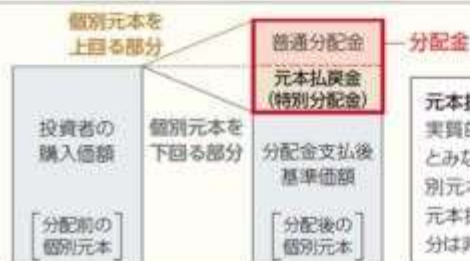 個別元本を
上回る部分
普通分配金
分配金
元本払戻金
(特別分配金)
投資者の
購入価額
個別元本を
下回る部分
分配金支払後
基準価額
分配前の
個別元本
分配後の
個別元本
元本
実質
とみな
別元
元本
分は